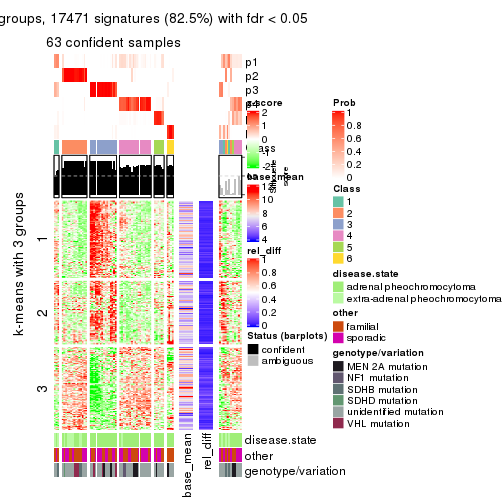 groups, 17471 signatures (82.5%) with fdr < 0.05
63 confident samples
p1
p2
p3
z-score
2
1
0
-2
Class
Silhouette
score
base_mean
12
10
8
6
4
rel_diff
1
0.8
0.6
0.4
0.2
0
Status (barplots)
confident
ambiguous
Prob
1
0.8
0.6
0.4
0.2
0
Class
1
2
3
4
5
6
disease.state
adrenal pheochromocytoma
extra-adrenal pheochromocytoma
other
familial
sporadic
genotype/variation
MEN 2A mutation
NF1 mutation
SDHB mutation
SDHD mutation
unidentified mutation
VHL mutation
k-means with 3 groups
1
2
3
disease.state
other
genotype/variation
base_mean
rel_diff